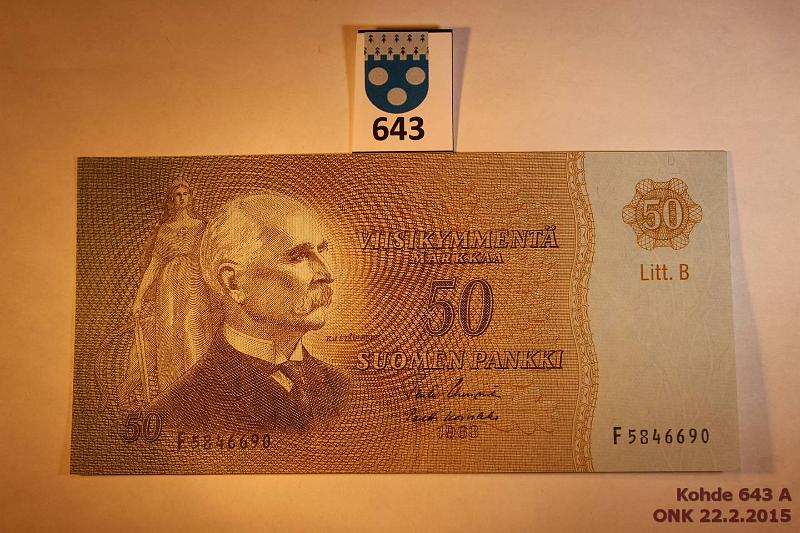 643
VIISIKYMMENTÄ
MARKKAA
50
SUOMEN PANKKI
1963
50
F5846690
50
Litt. B
F5846690
Kohde 643 A
ONK 22.2.2015